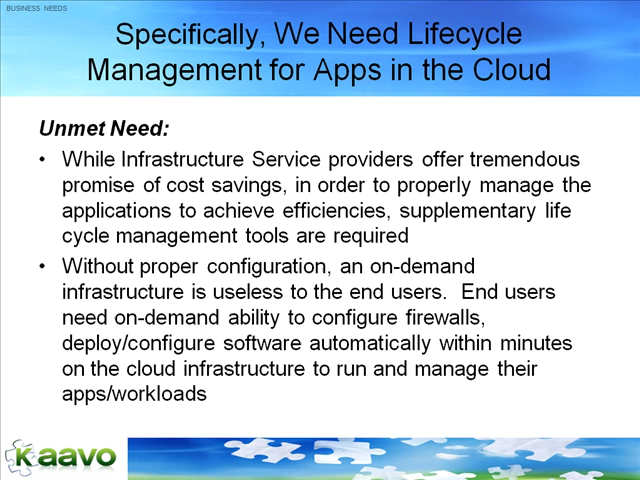 BUSINESS NEEDS
Specifically, We Need Lifecycle
Management for Apps in the Cloud
Unmet Need:
• While Infrastructure Service providers offer tremendous
promise of cost savings, in order to properly manage the
applications to achieve efficiencies, supplementary life
cycle management tools are required
• Without proper configuration, an on-demand
infrastructure is useless to the end users.  End users
need on-demand ability to configure firewalls,
deploy/configure software automatically within minutes
on the cloud infrastructure to run and manage their
apps/workloads
kaavo